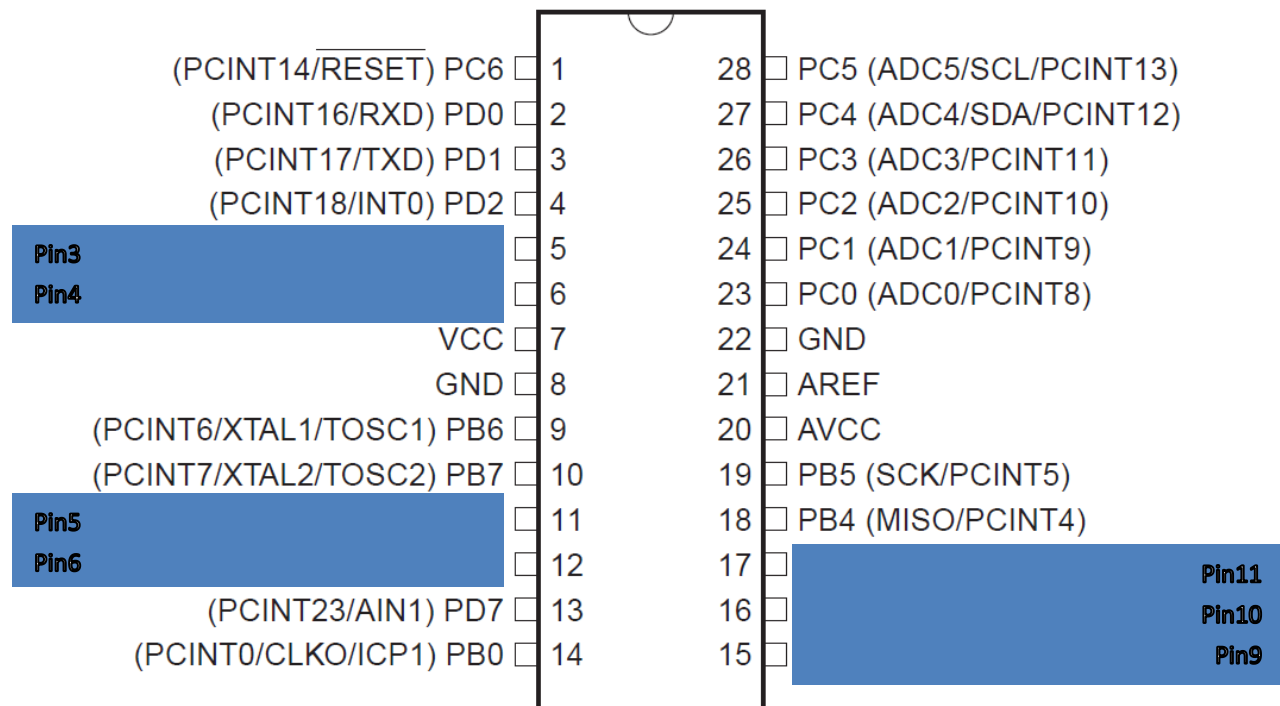 (PCINT14/RESET) PC6 1
(PCINT16/RXD) PD0 2
(PCINT17/TXD) PD1 3
(PCINT18/INT0) PD2 4
Pin3 5
Pin4 6
VCC 7
GND 8
(PCINT6/XTAL1/TOSC1) PB6 9
(PCINT7/XTAL2/TOSC2) PB7 10
Pin5 11
Pin6 12
(PCINT23/AIN1) PD7 13
(PCINT0/CLKO/ICP1) PB0 14
28 PC5 (ADC5/SCL/PCINT13)
27 PC4 (ADC4/SDA/PCINT12)
26 PC3 (ADC3/PCINT11)
25 PC2 (ADC2/PCINT10)
24 PC1 (ADC1/PCINT9)
23 PC0 (ADC0/PCINT8)
22 GND
21 AREF
20 AVCC
19 PB5 (SCK/PCINT5)
18 PB4 (MISO/PCINT4)
17 Pin11
16 Pin10
15 Pin9